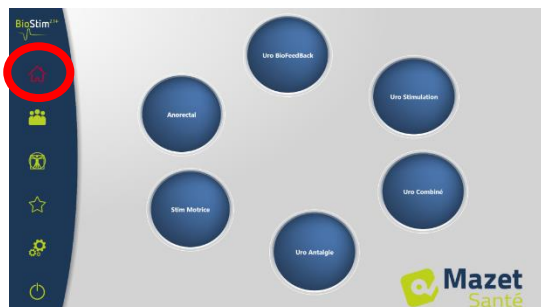 BioStim
Uro BioFeedBack
Uro Stimulation
Anorectal
Uro Combiné
Stim Motrice
Uro Antalgie
Mazet
Santé